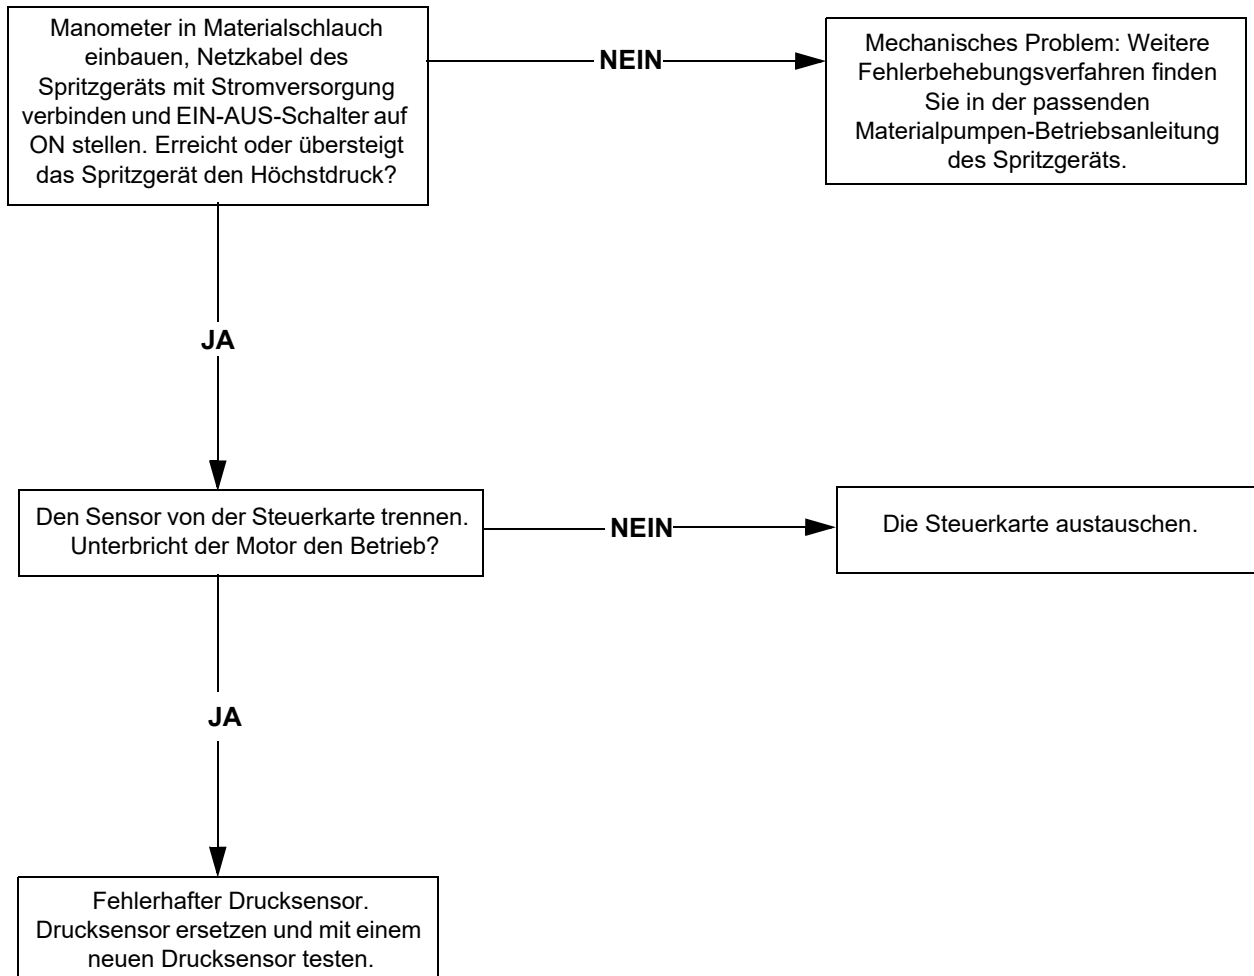 Manometer in Materialschlauch
einbauen, Netzkabel des
Spritzgeräts mit Stromversorgung
verbinden und EIN-AUS-Schalter auf
ON stellen. Erreicht oder übersteigt
das Spritzgerät den Höchstdruck?
NEIN
Mechanisches Problem: Weitere
Fehlerbehebungsverfahren finden
Sie in der passenden
Materialpumpen-Betriebsanleitung
des Spritzgeräts.
JA
Den Sensor von der Steuerkarte trennen.
Unterbricht der Motor den Betrieb?
NEIN
Die Steuerkarte austauschen.
JA
Fehlerhafter Drucksensor.
Drucksensor ersetzen und mit einem
neuen Drucksensor testen.